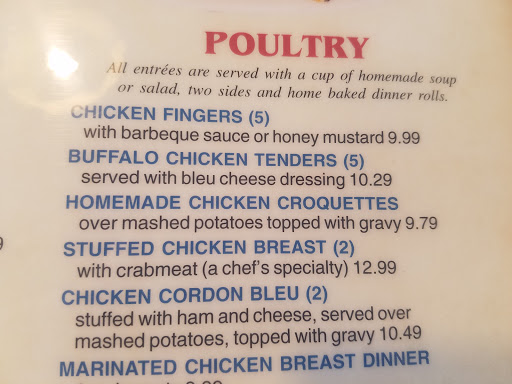 POULTRY
All entrées are served with a cup of homemade soup
or salad, two sides and home baked dinner rolls.
CHICKEN FINGERS (5)
with barbeque sauce or honey mustard 9.99
BUFFALO CHICKEN TENDERS (5)
served with bleu cheese dressing 10.29
HOMEMADE CHICKEN CROQUETTES
over mashed potatoes topped with gravy 9.79
STUFFED CHICKEN BREAST (2)
with crabmeat (a chef's specialty) 12.99
CHICKEN CORDON BLEU (2)
stuffed with ham and cheese, served over
mashed potatoes, topped with gravy 10.49
MARINATED CHICKEN BREAST DINNER